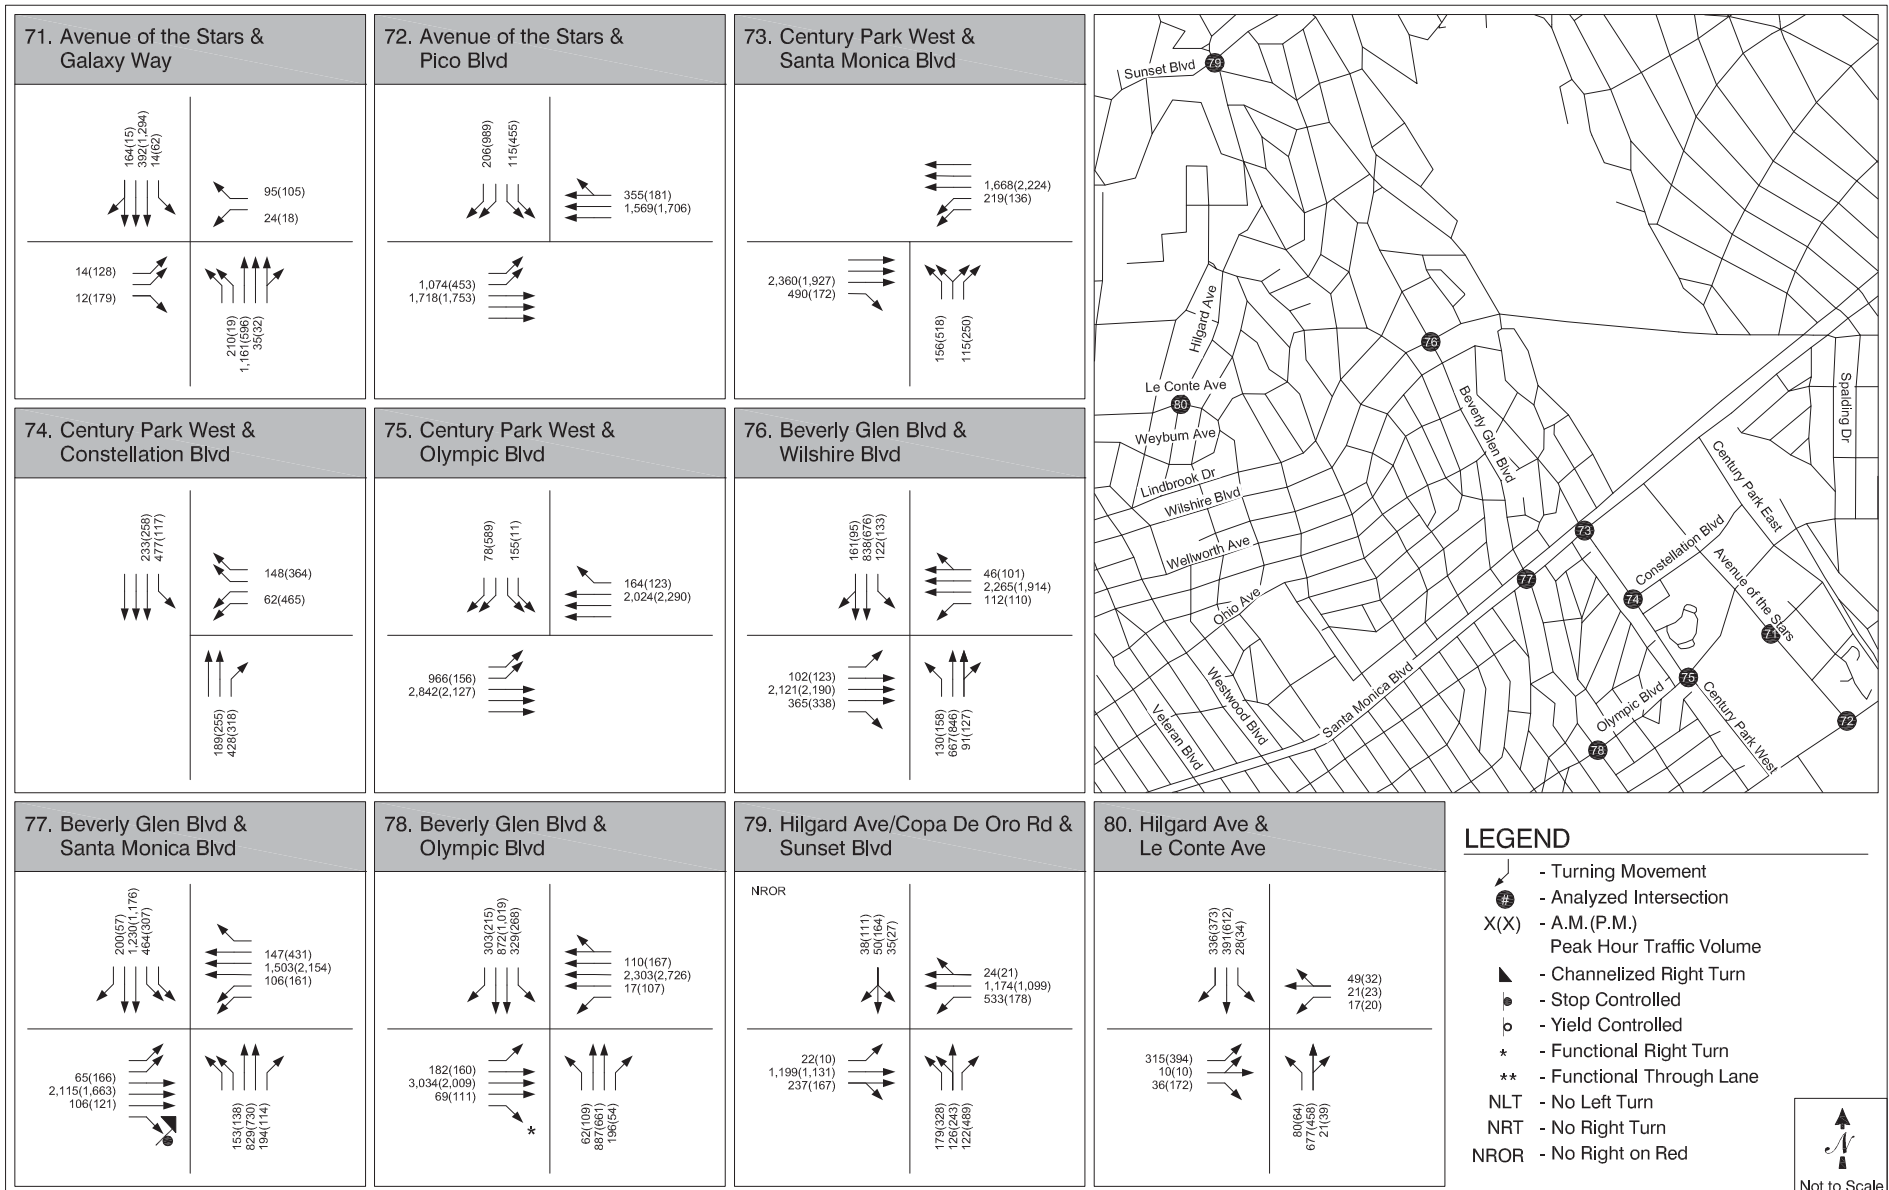 71. Avenue of the Stars &
Galaxy Way
164(15)
392(1,294)
14(62)
95(105)
24(18)
14(128)
12(179)
210(19)
1,161(596)
35(32)
72. Avenue of the Stars &
Pico Blvd
206(989)
115(455)
355(181)
1,569(1,706)
1,074(453)
1,718(1,753)
73. Century Park West &
Santa Monica Blvd
1,668(2,224)
219(136)
2,360(1,927)
490(172)
156(518)
115(250)
74. Century Park West &
Constellation Blvd
233(258)
477(117)
148(364)
62(465)
189(255)
428(318)
75. Century Park West &
Olympic Blvd
78(589)
155(11)
164(123)
2,024(2,290)
966(156)
2,842(2,127)
76. Beverly Glen Blvd &
Wilshire Blvd
161(95)
838(676)
122(133)
46(101)
2,265(1,914)
112(110)
102(123)
2,121(2,190)
365(338)
130(158)
667(846)
91(127)
77. Beverly Glen Blvd &
Santa Monica Blvd
200(57)
1,230(1,176)
464(307)
147(431)
1,503(2,154)
106(161)
65(166)
2,115(1,663)
106(121)
153(138)
829(730)
194(114)
78. Beverly Glen Blvd &
Olympic Blvd
303(215)
872(1,019)
329(268)
110(167)
2,303(2,726)
17(107)
182(160)
3,034(2,009)
69(111)
*
62(109)
887(661)
196(54)
79. Hilgard Ave/Copa De Oro Rd &
Sunset Blvd
NROR
38(111)
50(164)
35(27)
24(21)
1,174(1,099)
533(178)
22(10)
1,199(1,131)
237(167)
179(328)
126(243)
122(489)
80. Hilgard Ave &
Le Conte Ave
336(373)
391(612)
28(34)
49(32)
21(23)
17(20)
315(394)
10(10)
36(172)
80(64)
677(458)
21(39)
Sunset Blvd
79
Hilgard Ave
76
Le Conte Ave
80
Weyburn Ave
Lindbrook Dr
Wilshire Blvd
Wellworth Ave
Ohio Ave
Beverly Glen Blvd
Spalding Dr
Century Park East
73
Constellation Blvd
77
74
Avenue of the Stars
71
75
72
78
Olympic Blvd
Century Park West
Santa Monica Blvd
Westwood Blvd
Veteran Blvd
LEGEND
- Turning Movement
# - Analyzed Intersection
X(X) - A.M.(P.M.)
Peak Hour Traffic Volume
- Channelized Right Turn
- Stop Controlled
- Yield Controlled
* - Functional Right Turn
** - Functional Through Lane
NLT - No Left Turn
NRT - No Right Turn
NROR - No Right on Red
N
Not to Scale